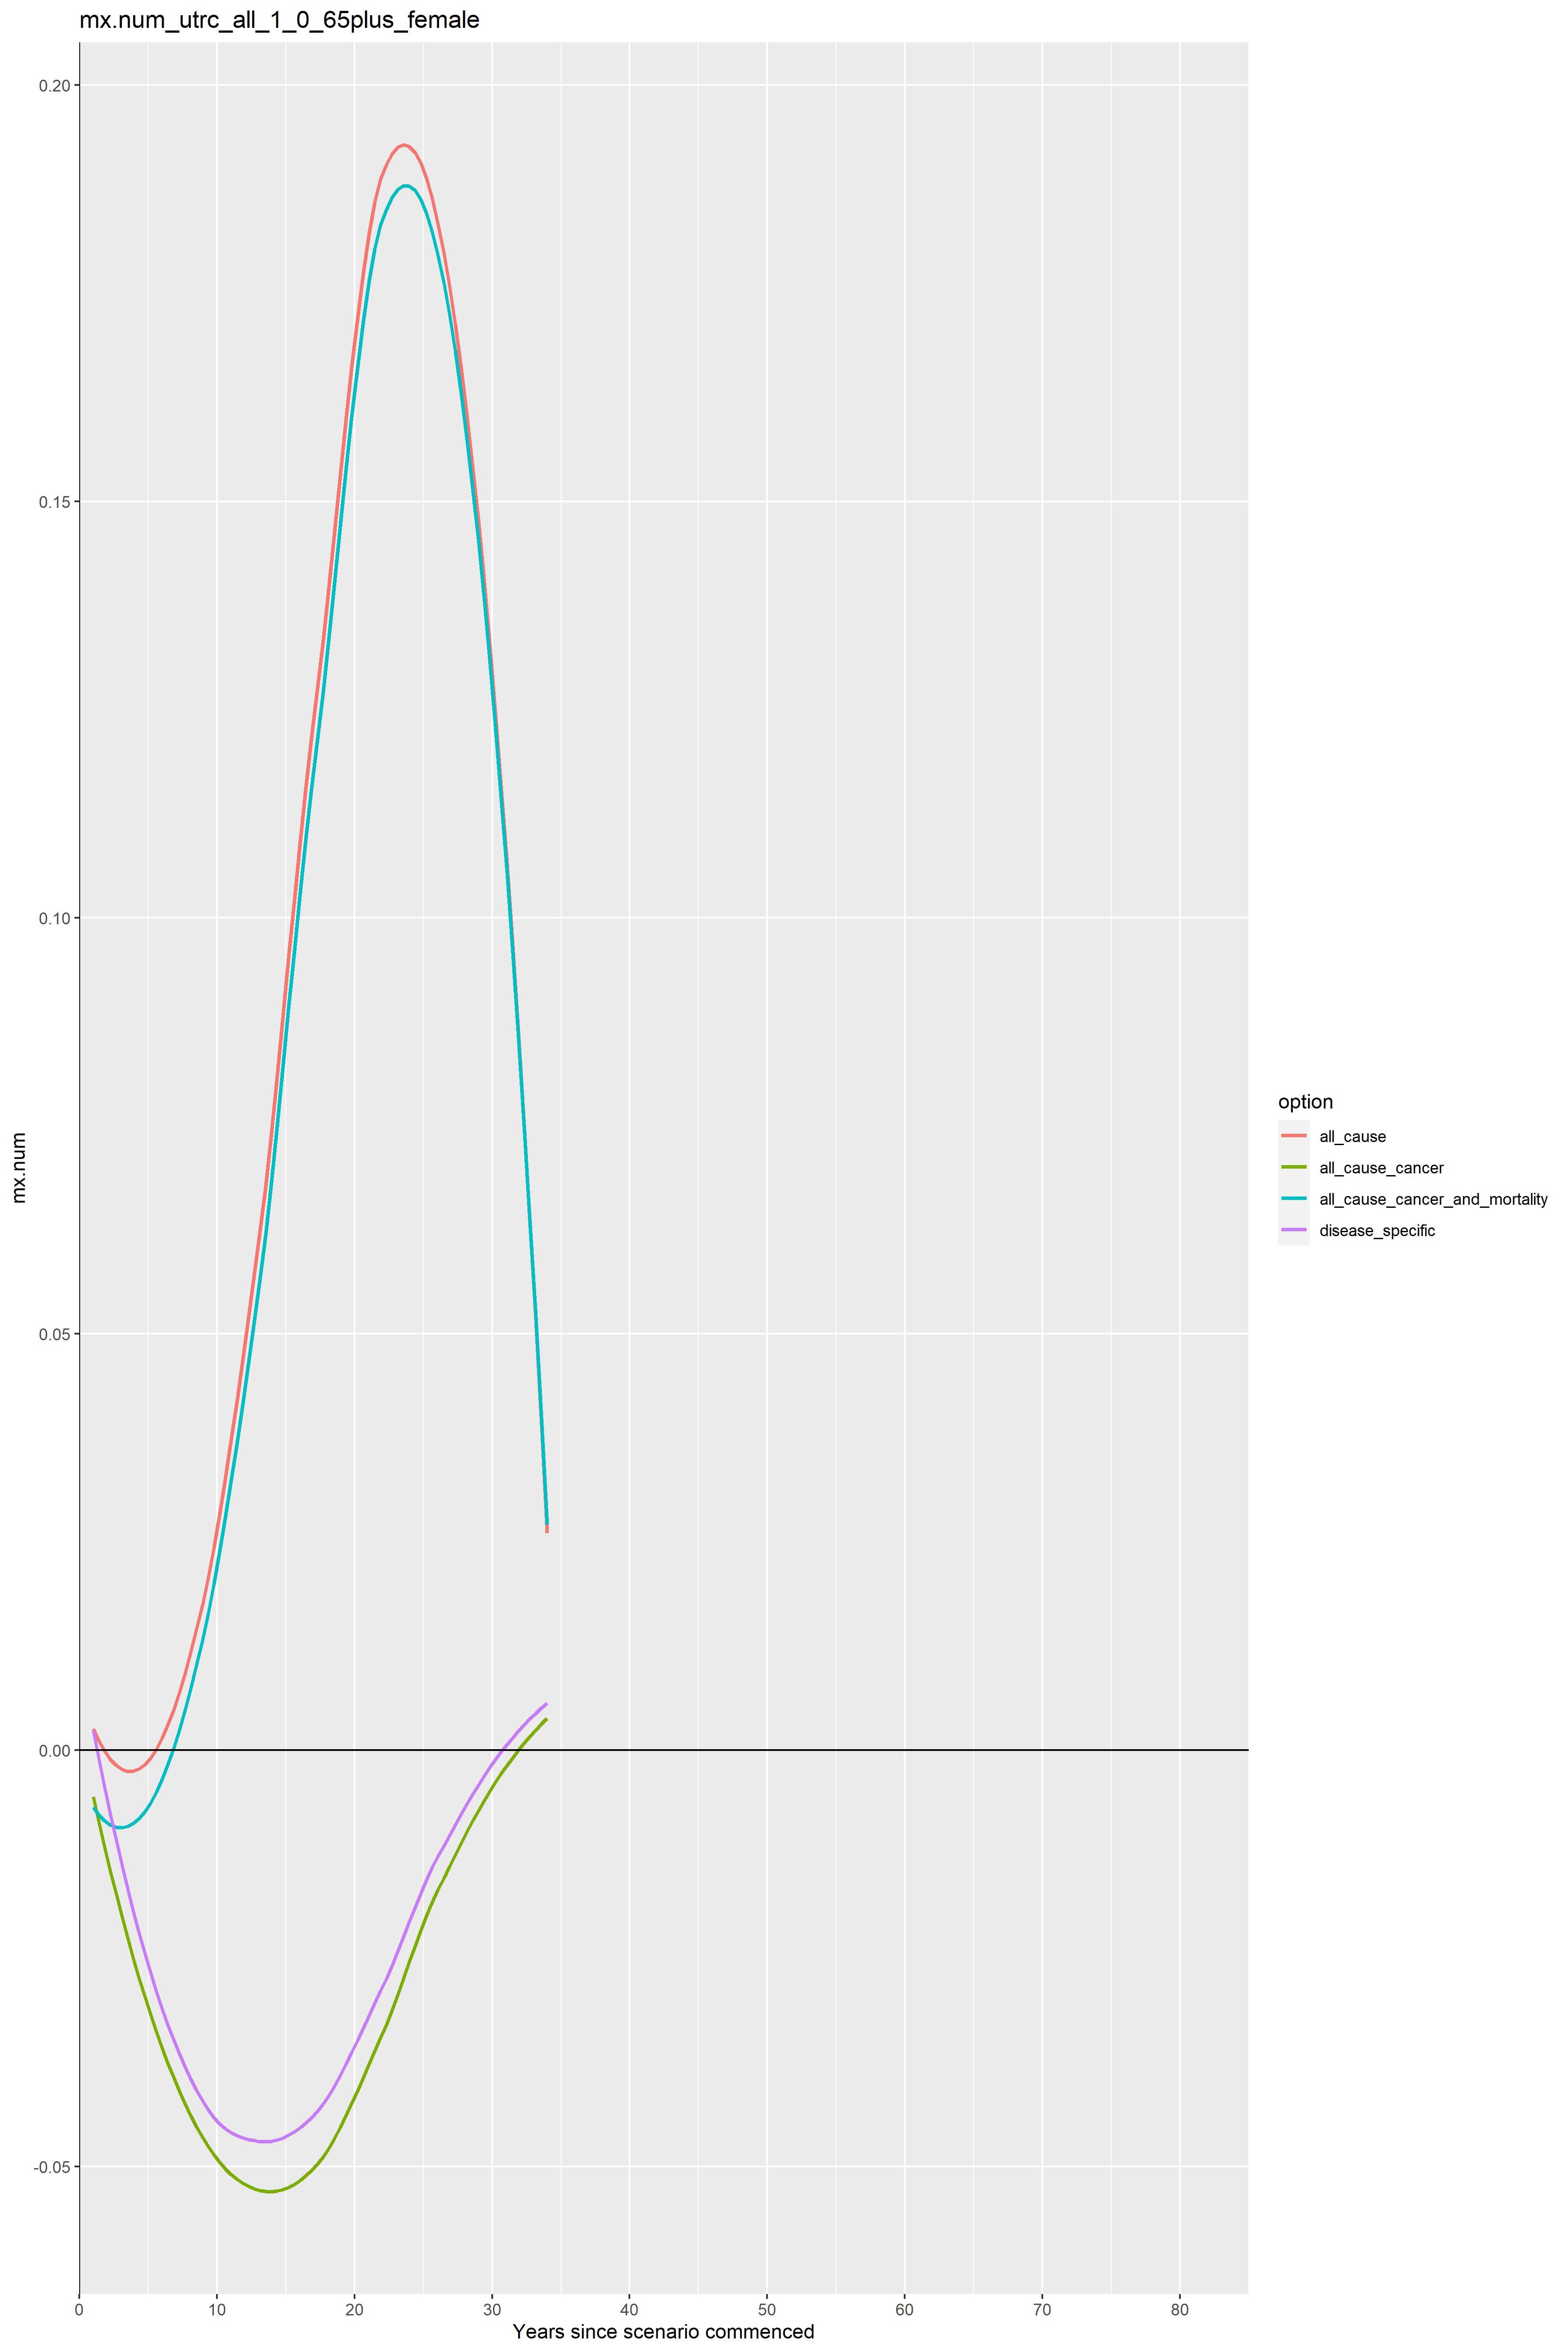 mx.num_utrc_all_1_0_65plus_female
0.20
0.15
0.10
0.05
0.00
-0.05
mx.num
0 10 20 30 40 50 60 70 80
Years since scenario commenced
option
all_cause
all_cause_cancer
all_cause_cancer_and_mortality
disease_specific